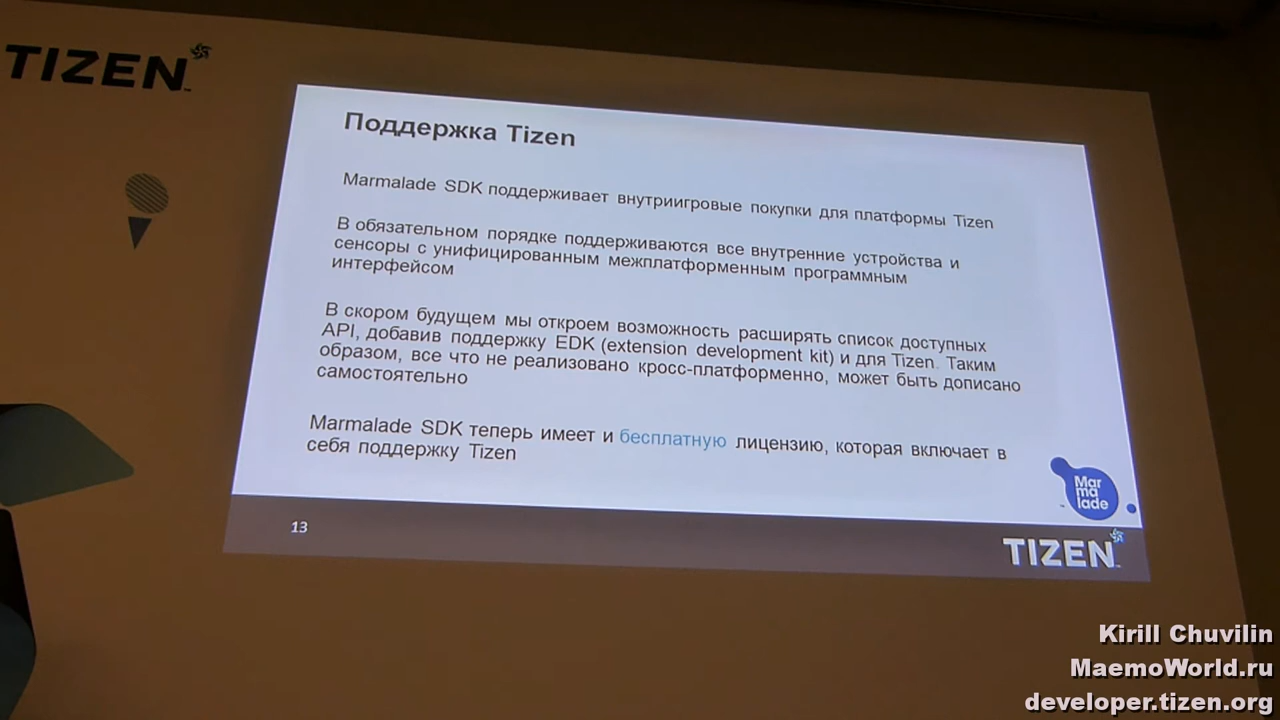 TIZEN
Поддержка Tizen
Marmalade SDK поддерживает внутриигровые покупки для платформы Tizen
В обязательном порядке поддерживаются все внутренние устройства и
сенсоры с унифицированным межплатформенным программным
интерфейсом
В скором будущем мы откроем возможность расширять список доступных
API, добавив поддержку EDK (extension development kit) и для Tizen. Таким
образом, все что не реализовано кросс-платформенно, может быть дописано
самостоятельно
Marmalade SDK теперь имеет и бесплатную лицензию, которая включает в
себя поддержку Tizen
Mar
ma
lade
13
TIZEN
Kirill Chuvilin
MaemoWorld.ru
developer.tizen.org